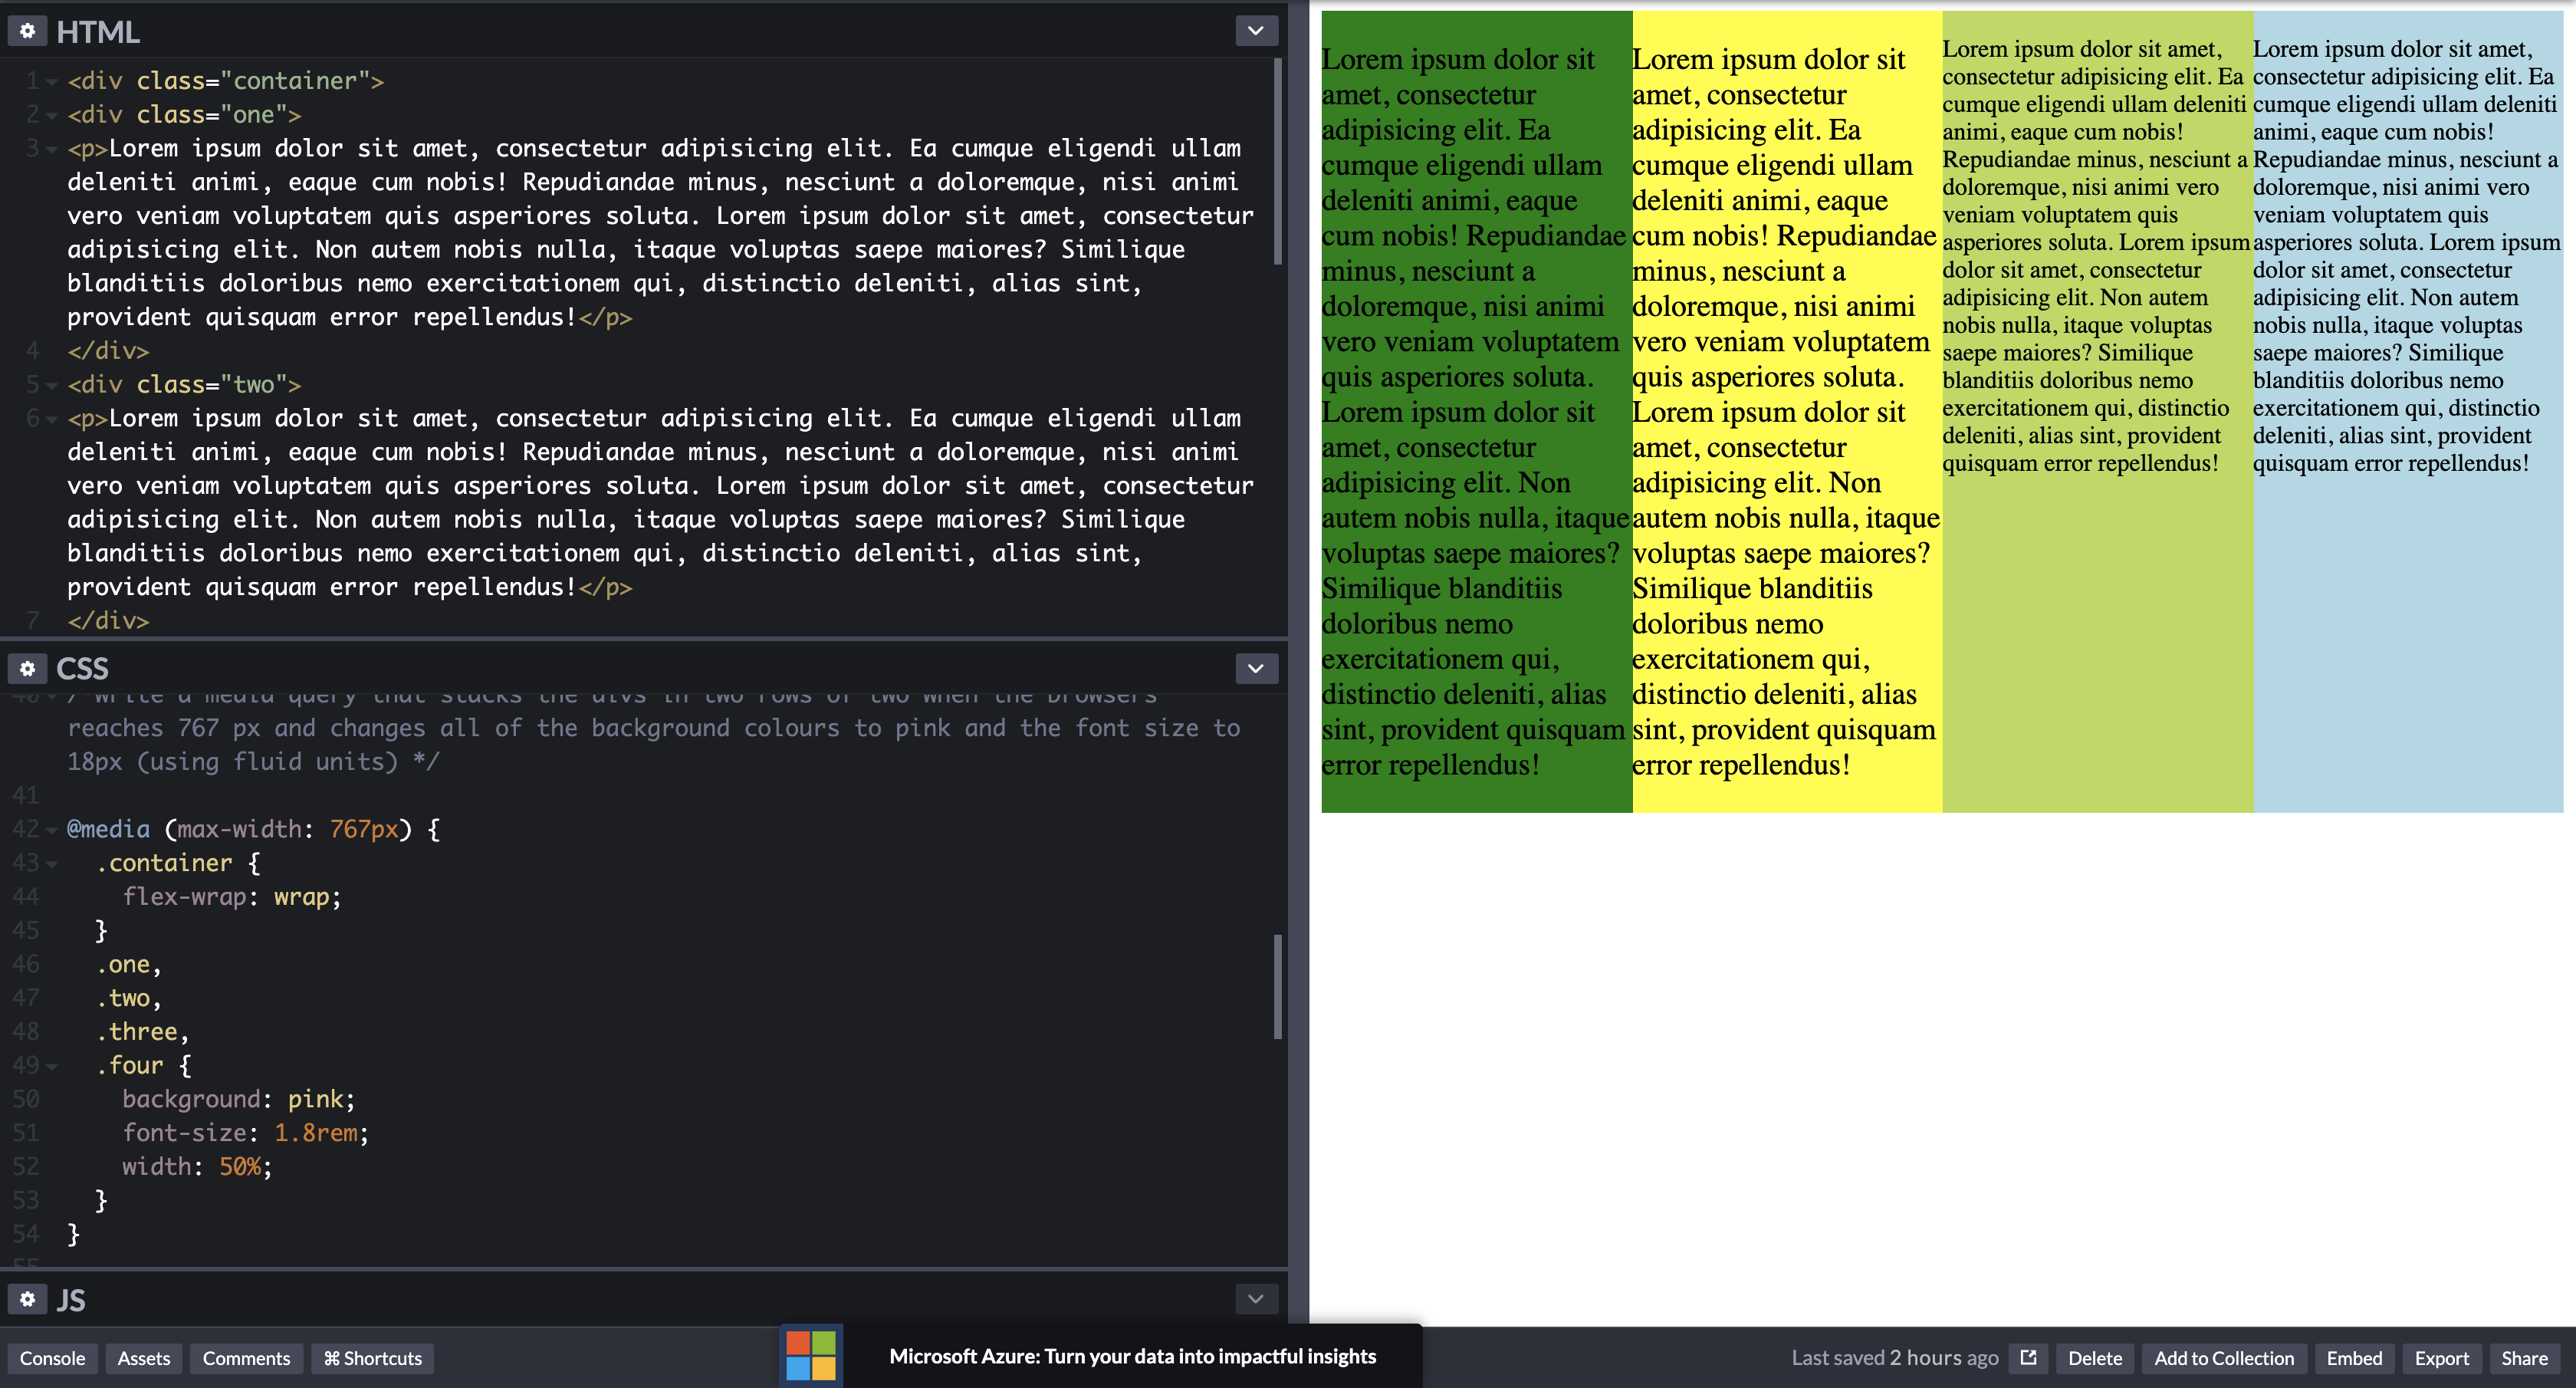 HTML
1 <div class="container">
2 <div class="one">
3 <p>Lorem ipsum dolor sit amet, consectetur adipisicing elit. Ea cumque eligendi ullam
deleniti animi, eaque cum nobis! Repudiandae minus, nesciunt a doloremque, nisi animi
vero veniam voluptatem quis asperiores soluta. Lorem ipsum dolor sit amet, consectetur
adipisicing elit. Non autem nobis nulla, itaque voluptas saepe maiores? Similique
blanditiis doloribus nemo exercitationem qui, distinctio deleniti, alias sint,
provident quisquam error repellendus!</p>
4 </div>
5 <div class="two">
6 <p>Lorem ipsum dolor sit amet, consectetur adipisicing elit. Ea cumque eligendi ullam
deleniti animi, eaque cum nobis! Repudiandae minus, nesciunt a doloremque, nisi animi
vero veniam voluptatem quis asperiores soluta. Lorem ipsum dolor sit amet, consectetur
adipisicing elit. Non autem nobis nulla, itaque voluptas saepe maiores? Similique
blanditiis doloribus nemo exercitationem qui, distinctio deleniti, alias sint,
provident quisquam error repellendus!</p>
7 </div>
CSS
40 /*Write a media query that stacks the divs in two rows of two when the browsers
reaches 767 px and changes all of the background colours to pink and the font size to
18px (using fluid units) */
41
42 @media (max-width: 767px) {
43 .container {
44 flex-wrap: wrap;
45 }
46 .one,
47 .two,
48 .three,
49 .four {
50 background: pink;
51 font-size: 1.8rem;
52 width: 50%;
53 }
54 }
55
JS
Lorem ipsum dolor sit
amet, consectetur
adipisicing elit. Ea
cumque eligendi ullam
deleniti animi, eaque
cum nobis! Repudiandae
minus, nesciunt a
doloremque, nisi animi
vero veniam voluptatem
quis asperiores soluta.
Lorem ipsum dolor sit
amet, consectetur
adipisicing elit. Non
autem nobis nulla, itaque
voluptas saepe maiores?
Similique blanditiis
doloribus nemo
exercitationem qui,
distinctio deleniti, alias
sint, provident quisquam
error repellendus!
Lorem ipsum dolor sit
amet, consectetur
adipisicing elit. Ea
cumque eligendi ullam
deleniti animi, eaque
cum nobis! Repudiandae
minus, nesciunt a
doloremque, nisi animi
vero veniam voluptatem
quis asperiores soluta.
Lorem ipsum dolor sit
amet, consectetur
adipisicing elit. Non
autem nobis nulla, itaque
voluptas saepe maiores?
Similique blanditiis
doloribus nemo
exercitationem qui,
distinctio deleniti, alias
sint, provident quisquam
error repellendus!
Lorem ipsum dolor sit amet,
consectetur adipisicing elit. Ea
cumque eligendi ullam deleniti
animi, eaque cum nobis!
Repudiandae minus, nesciunt a
doloremque, nisi animi vero
veniam voluptatem quis
asperiores soluta. Lorem ipsum
dolor sit amet, consectetur
adipisicing elit. Non autem
nobis nulla, itaque voluptas
saepe maiores? Similique
blanditiis doloribus nemo
exercitationem qui, distinctio
deleniti, alias sint, provident
quisquam error repellendus!
Lorem ipsum dolor sit amet,
consectetur adipisicing elit. Ea
cumque eligendi ullam deleniti
animi, eaque cum nobis!
Repudiandae minus, nesciunt a
doloremque, nisi animi vero
veniam voluptatem quis
asperiores soluta. Lorem ipsum
dolor sit amet, consectetur
adipisicing elit. Non autem
nobis nulla, itaque voluptas
saepe maiores? Similique
blanditiis doloribus nemo
exercitationem qui, distinctio
deleniti, alias sint, provident
quisquam error repellendus!
Console Assets Comments ⌘ Shortcuts
Microsoft Azure: Turn your data into impactful insights
Last saved 2 hours ago Delete Add to Collection Embed Export Share